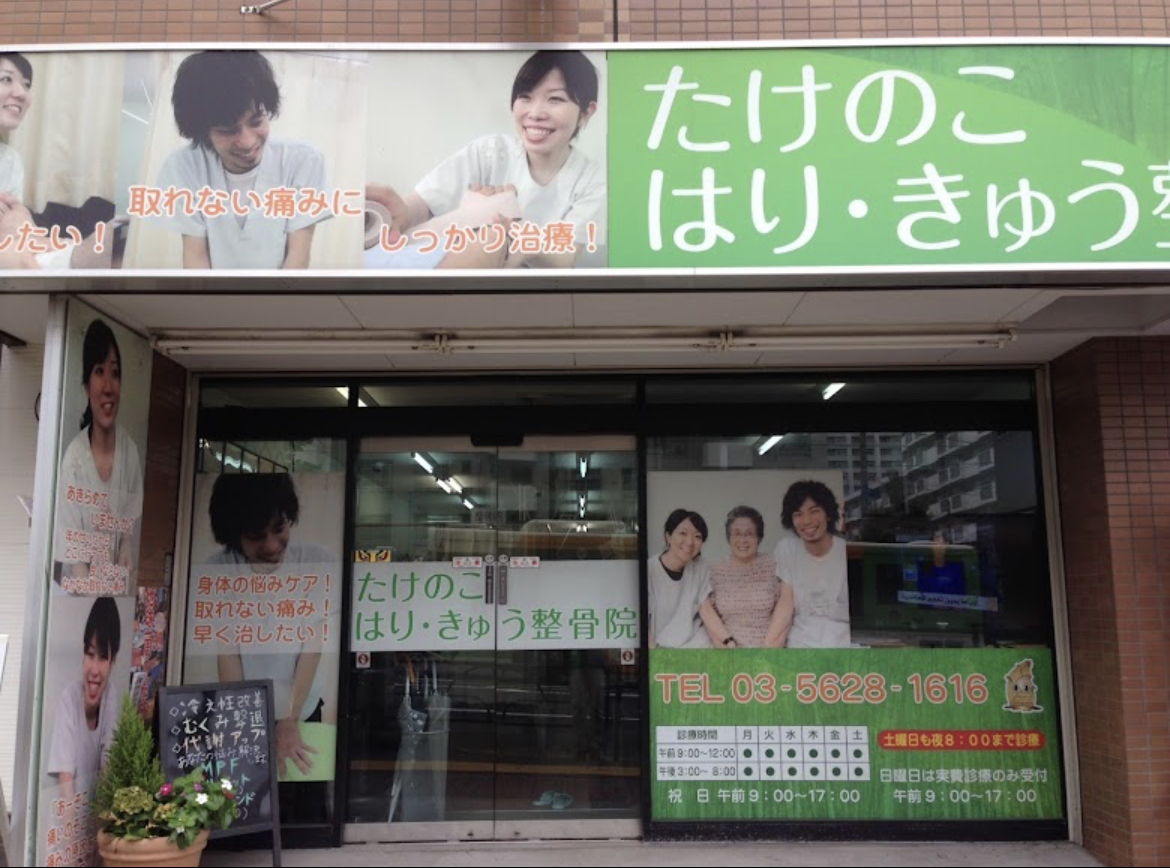 たい！
取れない痛みに
しっかり治療！
たけのこ
はり・きゅう
あきらめて
身体の悩みケア！
取れない痛み！
早く治したい！
たけのこ
はり・きゅう整骨院
TEL 03-5628-1616
診療時間 月 火 水 木 金 土
午前9:00〜12:00 ● ● ● ● ● ●
午後3:00〜8:00 ● ● ● ● ● ●
祝 日 午前9：00〜17：00
土曜日も夜8：00まで診療
日曜日は実費診療のみ受付
午前9：00〜17：00
◇冷え性改善
◇むくみ撃退
◇代謝アップ
MPF